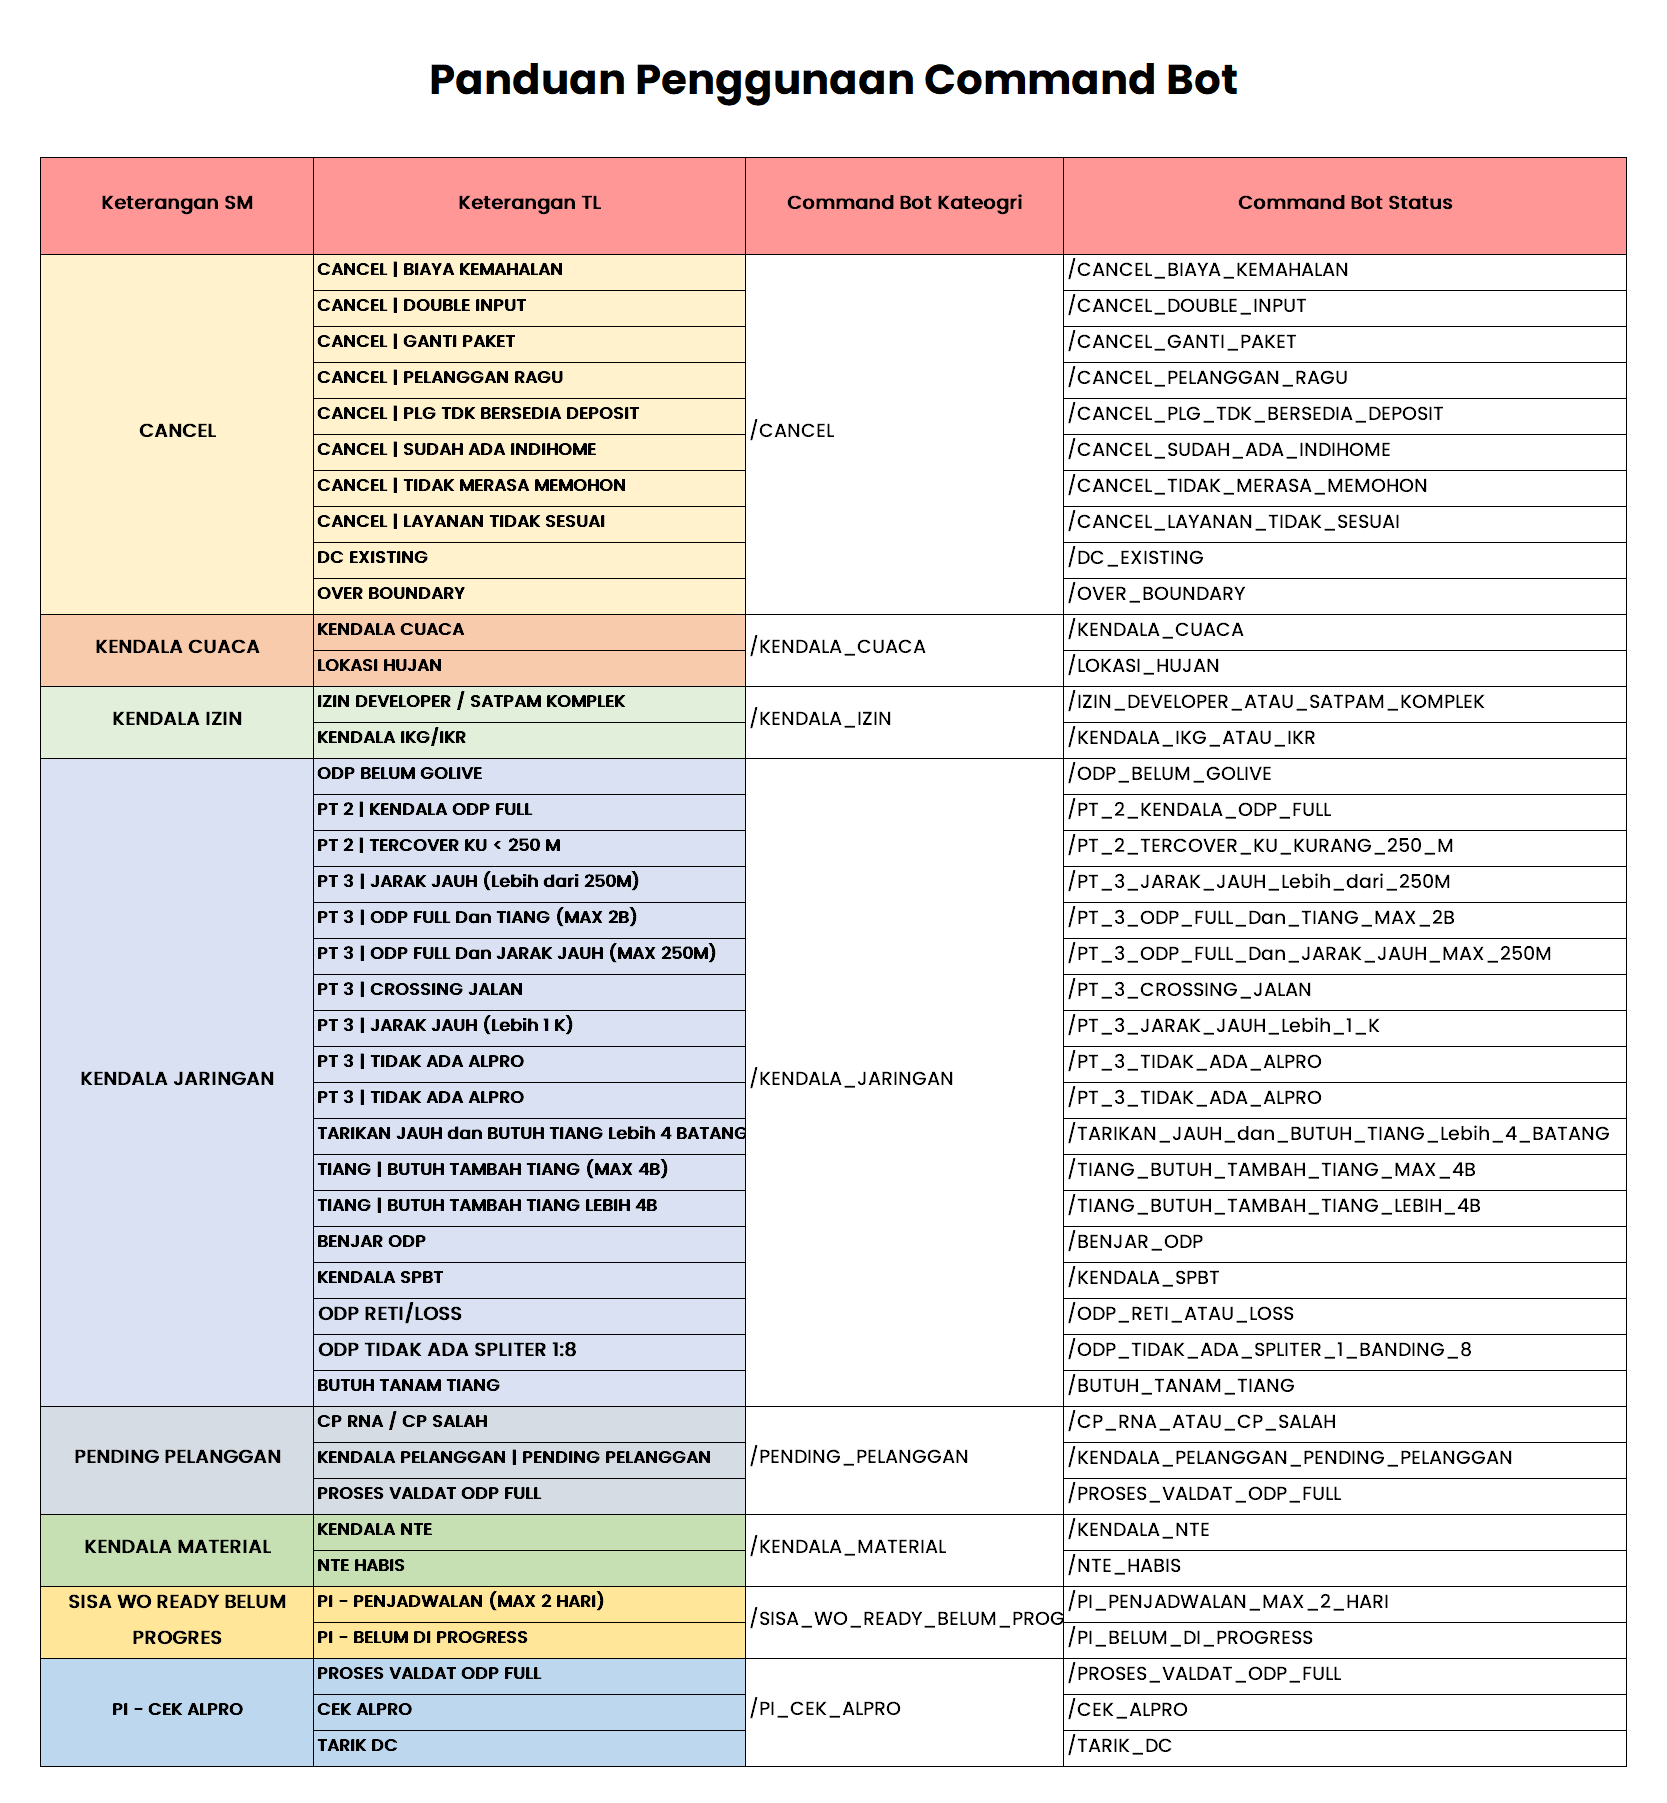 Panduan Penggunaan Command Bot
Keterangan SM Keterangan TL Command Bot Kateogri Command Bot Status
CANCEL | BIAYA KEMAHALAN /CANCEL_BIAYA_KEMAHALAN
CANCEL | DOUBLE INPUT /CANCEL_DOUBLE_INPUT
CANCEL | GANTI PAKET /CANCEL_GANTI_PAKET
CANCEL | PELANGGAN RAGU /CANCEL_PELANGGAN_RAGU
CANCEL | PLG TDK BERSEDIA DEPOSIT /CANCEL_PLG_TDK_BERSEDIA_DEPOSIT
CANCEL /CANCEL
CANCEL | SUDAH ADA INDIHOME /CANCEL_SUDAH_ADA_INDIHOME
CANCEL | TIDAK MERASA MEMOHON /CANCEL_TIDAK_MERASA_MEMOHON
CANCEL | LAYANAN TIDAK SESUAI /CANCEL_LAYANAN_TIDAK_SESUAI
DC EXISTING /DC_EXISTING
OVER BOUNDARY /OVER_BOUNDARY
KENDALA CUACA /KENDALA_CUACA
KENDALA CUACA /KENDALA_CUACA
LOKASI HUJAN /LOKASI_HUJAN
IZIN DEVELOPER / SATPAM KOMPLEK /IZIN_DEVELOPER_ATAU_SATPAM_KOMPLEK
KENDALA IZIN /KENDALA_IZIN
KENDALA IKG/IKR /KENDALA_IKG_ATAU_IKR
ODP BELUM GOLIVE /ODP_BELUM_GOLIVE
PT 2 | KENDALA ODP FULL /PT_2_KENDALA_ODP_FULL
PT 2 | TERCOVER KU < 250 M /PT_2_TERCOVER_KU_KURANG_250_M
PT 3 | JARAK JAUH (Lebih dari 250M) /PT_3_JARAK_JAUH_Lebih_dari_250M
PT 3 | ODP FULL Dan TIANG (MAX 2B) /PT_3_ODP_FULL_Dan_TIANG_MAX_2B
PT 3 | ODP FULL Dan JARAK JAUH (MAX 250M) /PT_3_ODP_FULL_Dan_JARAK_JAUH_MAX_250M
PT 3 | CROSSING JALAN /PT_3_CROSSING_JALAN
PT 3 | JARAK JAUH (Lebih 1 K) /PT_3_JARAK_JAUH_Lebih_1_K
PT 3 | TIDAK ADA ALPRO /PT_3_TIDAK_ADA_ALPRO
KENDALA JARINGAN /KENDALA_JARINGAN
PT 3 | TIDAK ADA ALPRO /PT_3_TIDAK_ADA_ALPRO
TARIKAN JAUH dan BUTUH TIANG Lebih 4 BATANG /TARIKAN_JAUH_dan_BUTUH_TIANG_Lebih_4_BATANG
TIANG | BUTUH TAMBAH TIANG (MAX 4B) /TIANG_BUTUH_TAMBAH_TIANG_MAX_4B
TIANG | BUTUH TAMBAH TIANG LEBIH 4B /TIANG_BUTUH_TAMBAH_TIANG_LEBIH_4B
BENJAR ODP /BENJAR_ODP
KENDALA SPBT /KENDALA_SPBT
ODP RETI/LOSS /ODP_RETI_ATAU_LOSS
ODP TIDAK ADA SPLITER 1:8 /ODP_TIDAK_ADA_SPLITER_1_BANDING_8
BUTUH TANAM TIANG /BUTUH_TANAM_TIANG
CP RNA / CP SALAH /CP_RNA_ATAU_CP_SALAH
PENDING PELANGGAN KENDALA PELANGGAN | PENDING PELANGGAN /PENDING_PELANGGAN /KENDALA_PELANGGAN_PENDING_PELANGGAN
PROSES VALDAT ODP FULL /PROSES_VALDAT_ODP_FULL
KENDALA NTE /KENDALA_NTE
KENDALA MATERIAL /KENDALA_MATERIAL
NTE HABIS /NTE_HABIS
SISA WO READY BELUM PI - PENJADWALAN (MAX 2 HARI) /PI_PENJADWALAN_MAX_2_HARI
/SISA_WO_READY_BELUM_PROG
PROGRES PI - BELUM DI PROGRESS /PI_BELUM_DI_PROGRESS
PROSES VALDAT ODP FULL /PROSES_VALDAT_ODP_FULL
PI - CEK ALPRO CEK ALPRO /PI_CEK_ALPRO /CEK_ALPRO
TARIK DC /TARIK_DC